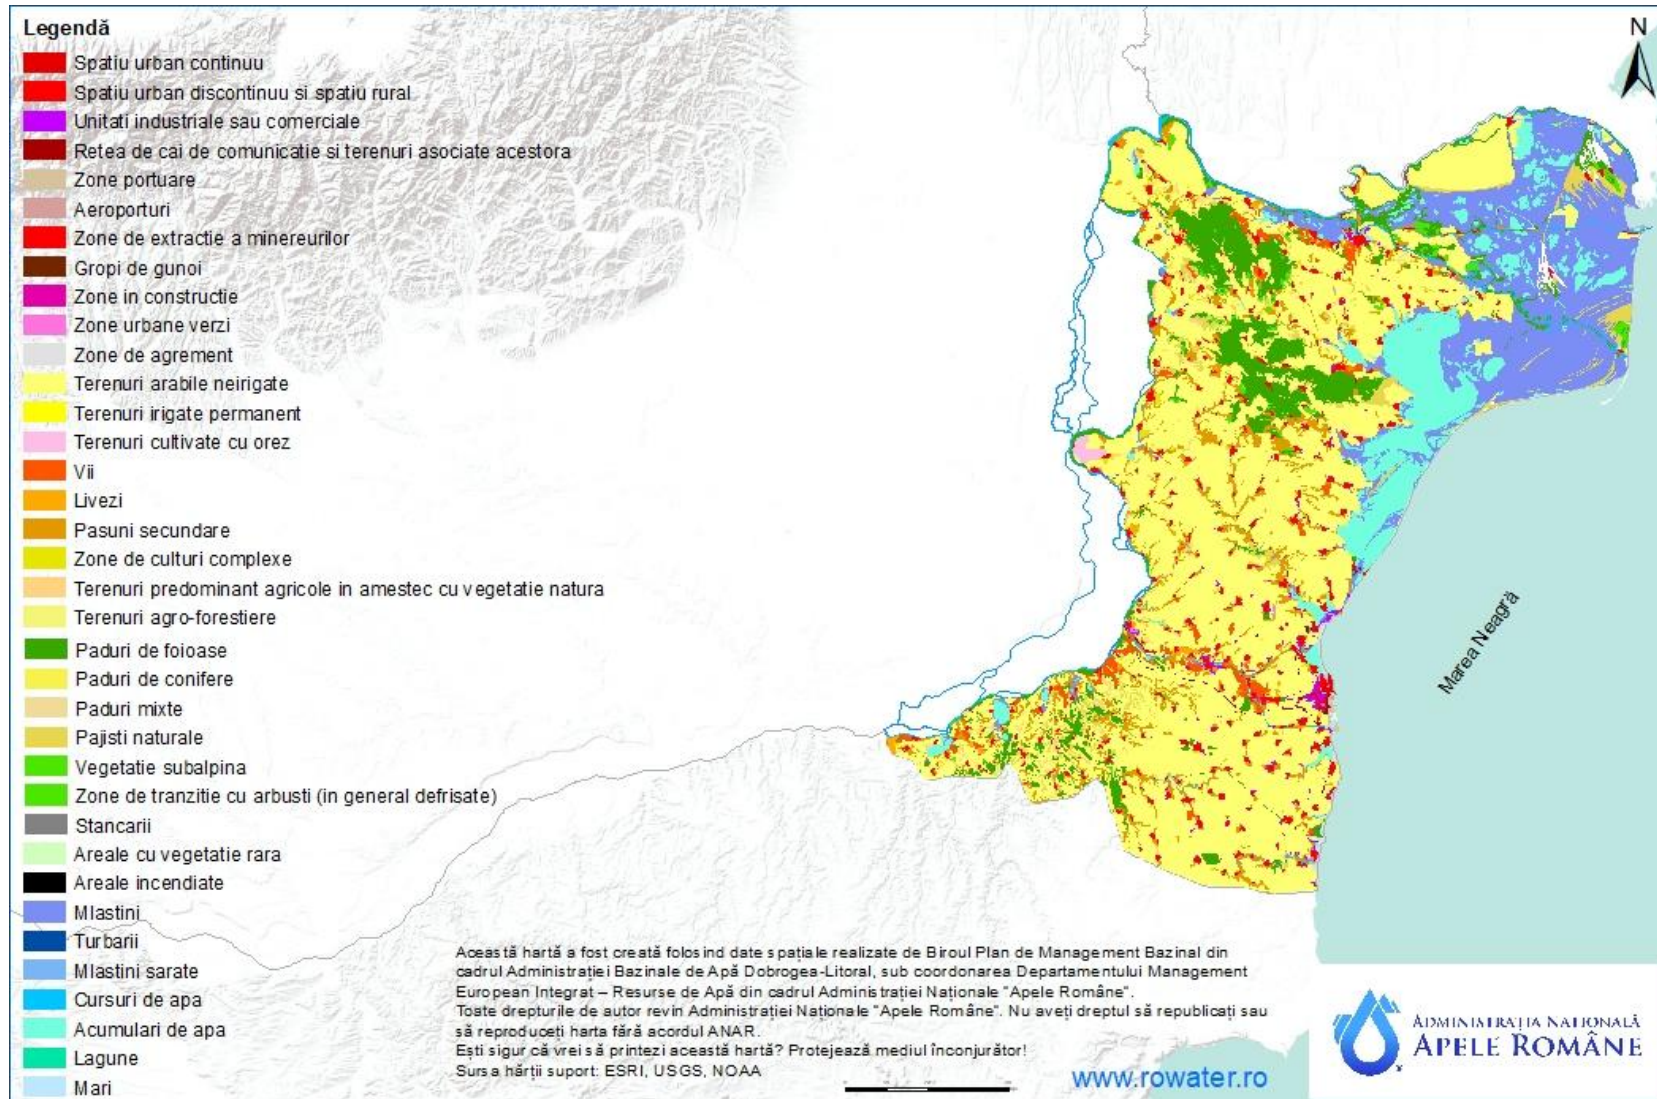 Legendă
Spatiu urban continuu
Spatiu urban discontinuu si spatiu rural
Unitati industriale sau comerciale
Retea de cai de comunicatie si terenuri asociate acestora
Zone portuare
Aeroporturi
Zone de extractie a minereurilor
Gropi de gunoi
Zone in constructie
Zone urbane verzi
Zone de agrement
Terenuri arabile neirigate
Terenuri irigate permanent
Terenuri cultivate cu orez
Vii
Livezi
Pasuni secundare
Zone de culturi complexe
Terenuri predominant agricole in amestec cu vegetatie natura
Terenuri agro-forestiere
Paduri de foioase
Paduri de conifere
Paduri mixte
Pajisti naturale
Vegetatie subalpina
Zone de tranzitie cu arbusti (in general defrisate)
Stancarii
Areale cu vegetatie rara
Areale incendiate
Mlastini
Turbarii
Mlastini sarate
Cursuri de apa
Acumulari de apa
Lagune
Mari
N
Marea Neagră
Această hartă a fost creată folosind date spațiale realizate de Biroul Plan de Management Bazinal din
cadrul Administrației Bazinale de Apă Dobrogea-Litoral, sub coordonarea Departamentului Management
European Integrat – Resurse de Apă din cadrul Administrației Naționale "Apele Române".
Toate drepturile de autor revin Administrației Naționale "Apele Române". Nu aveți dreptul să republicați sau
să reproduceți harta fără acordul ANAR.
Ești sigur că vrei să printezi această hartă? Protejează mediul înconjurător!
Sursa hărții suport: ESRI, USGS, NOAA
www.rowater.ro
ADMINISTRAȚIA NAȚIONALĂ
APELE ROMÂNE